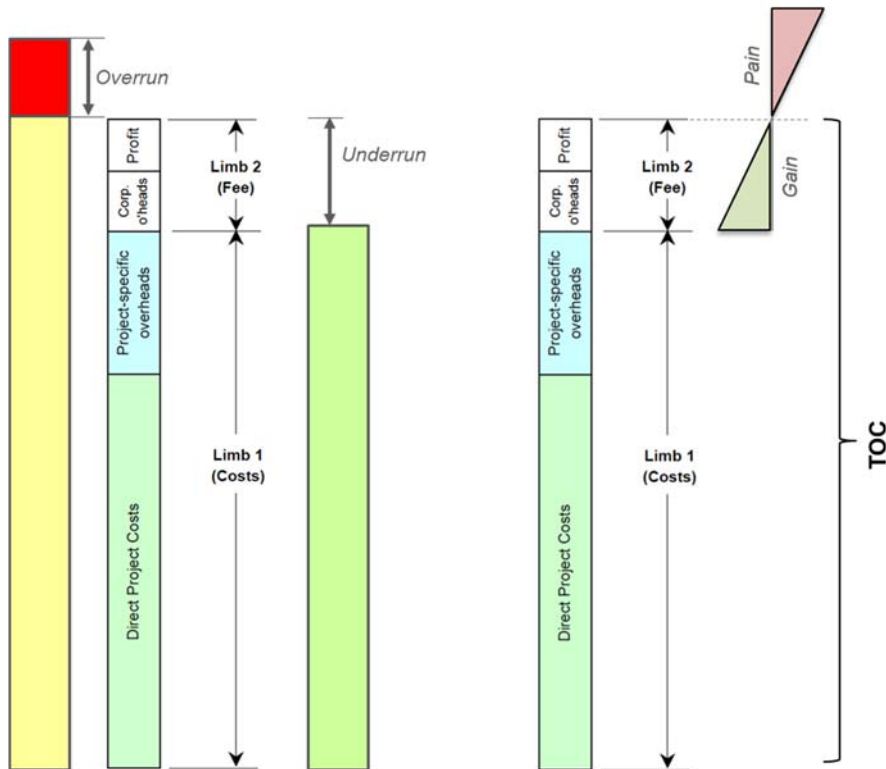 Overrun
Profit
Corp.
o'heads
Project-specific
overheads
Direct Project Costs
Limb 2
(Fee)
Limb 1
(Costs)
Underrun
Profit
Corp.
o'heads
Project-specific
overheads
Direct Project Costs
Limb 2
(Fee)
Limb 1
(Costs)
Pain
Gain
TOC